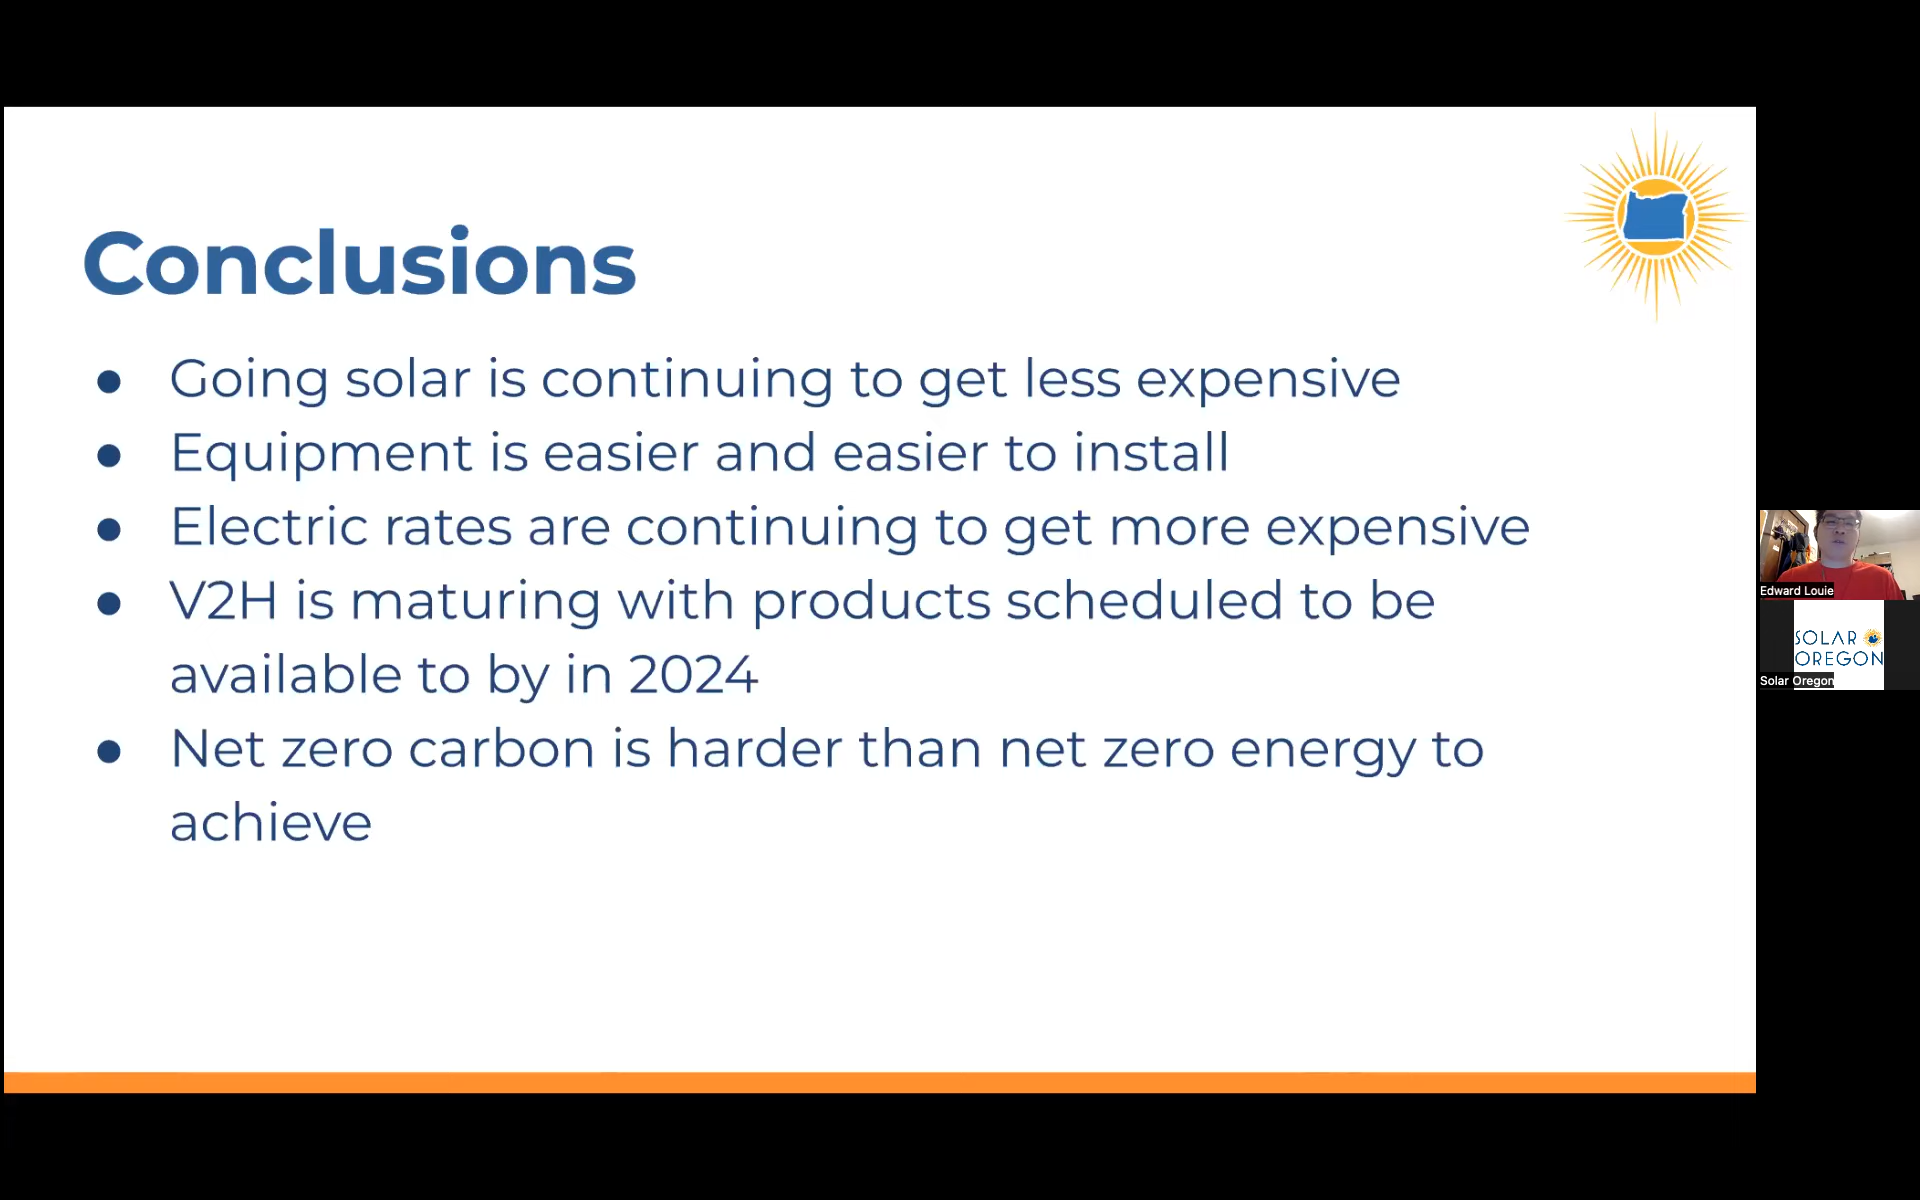 Conclusions
● Going solar is continuing to get less expensive
● Equipment is easier and easier to install
● Electric rates are continuing to get more expensive
● V2H is maturing with products scheduled to be
available to by in 2024
● Net zero carbon is harder than net zero energy to
achieve
Edward Louie
SOLAR
OREGON
Solar Oregon